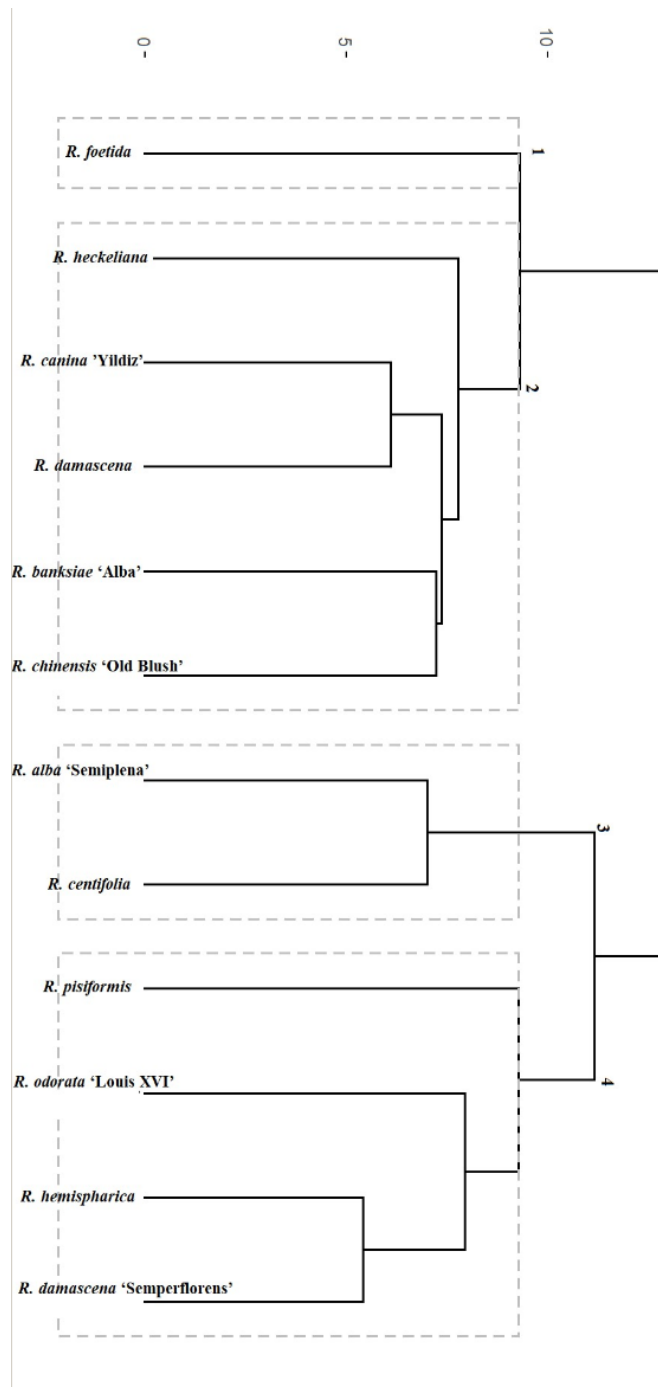 0 -
5 -
10 -
R. foetida
1
R. heckeliana
R. canina ’Yildiz’
2
R. damascena
R. banksiae ‘Alba’
R. chinensis ‘Old Blush’
R. alba ‘Semiplena’
3
R. centifolia
R. pisiformis
R. odorata ‘Louis XVI’
4
R. hemispharica
R. damascena ‘Semperflorens’